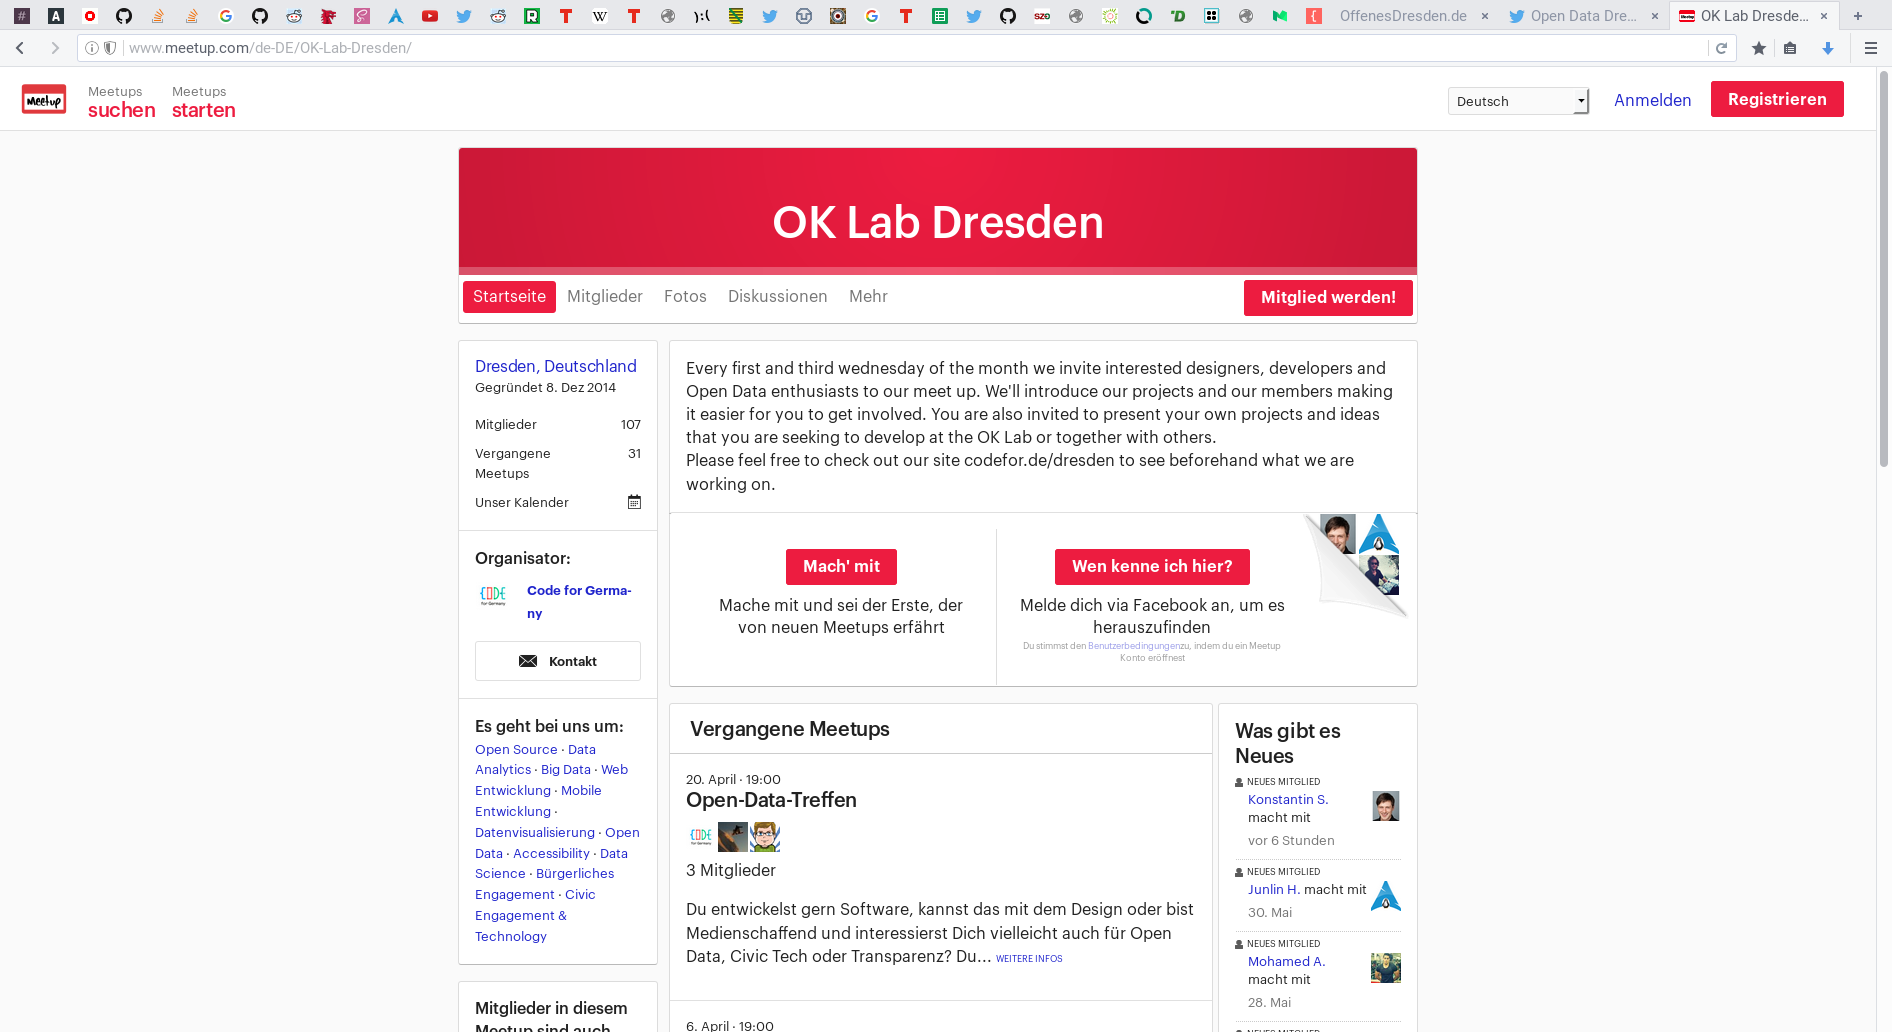 OffenesDresden.de
Open Data Dre...
OK Lab Dresde...
www.meetup.com/de-DE/OK-Lab-Dresden/
Meetup
Meetups
suchen
Meetups
starten
Deutsch
Anmelden
Registrieren
OK Lab Dresden
Startseite
Mitglieder
Fotos
Diskussionen
Mehr
Mitglied werden!
Dresden, Deutschland
Gegründet 8. Dez 2014
Mitglieder 107
Vergangene 31
Meetups
Unser Kalender
Organisator:
CODE
for Germany
Code for Germa-
ny
Kontakt
Es geht bei uns um:
Open Source · Data
Analytics · Big Data · Web
Entwicklung · Mobile
Entwicklung ·
Datenvisualisierung · Open
Data · Accessibility · Data
Science · Bürgerliches
Engagement · Civic
Engagement &
Technology
Mitglieder in diesem
Meetup sind auch
Every first and third wednesday of the month we invite interested designers, developers and
Open Data enthusiasts to our meet up. We'll introduce our projects and our members making
it easier for you to get involved. You are also invited to present your own projects and ideas
that you are seeking to develop at the OK Lab or together with others.
Please feel free to check out our site codefor.de/dresden to see beforehand what we are
working on.
Mach' mit
Mache mit und sei der Erste, der
von neuen Meetups erfährt
Wen kenne ich hier?
Melde dich via Facebook an, um es
herauszufinden
Du stimmst den Benutzerbedingungenzu, indem du ein Meetup
Konto eröffnest
Vergangene Meetups
20. April · 19:00
Open-Data-Treffen
CODE
for Germany
3 Mitglieder
Du entwickelst gern Software, kannst das mit dem Design oder bist
Medienschaffend und interessierst Dich vielleicht auch für Open
Data, Civic Tech oder Transparenz? Du... WEITERE INFOS
6. April · 19:00
Was gibt es
Neues
NEUES MITGLIED
Konstantin S.
macht mit
vor 6 Stunden
NEUES MITGLIED
Junlin H. macht mit
30. Mai
NEUES MITGLIED
Mohamed A.
macht mit
28. Mai
NEUES MITGLIED